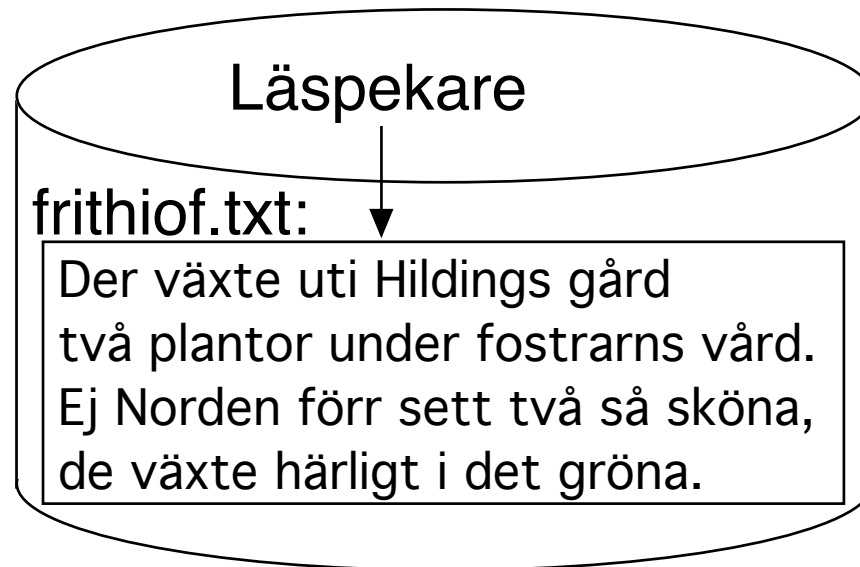 Läspekare
frithiof.txt:
Der växte uti Hildings gård
två plantor under fostrarns vård.
Ej Norden förr sett två så sköna,
de växte härligt i det gröna.